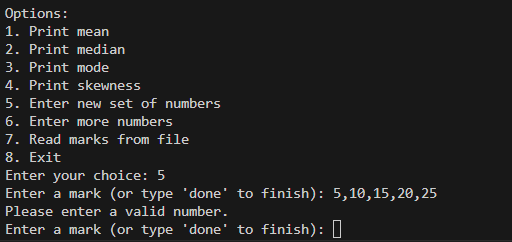 Options:
1. Print mean
2. Print median
3. Print mode
4. Print skewness
5. Enter new set of numbers
6. Enter more numbers
7. Read marks from file
8. Exit
Enter your choice: 5
Enter a mark (or type 'done' to finish): 5,10,15,20,25
Please enter a valid number.
Enter a mark (or type 'done' to finish):